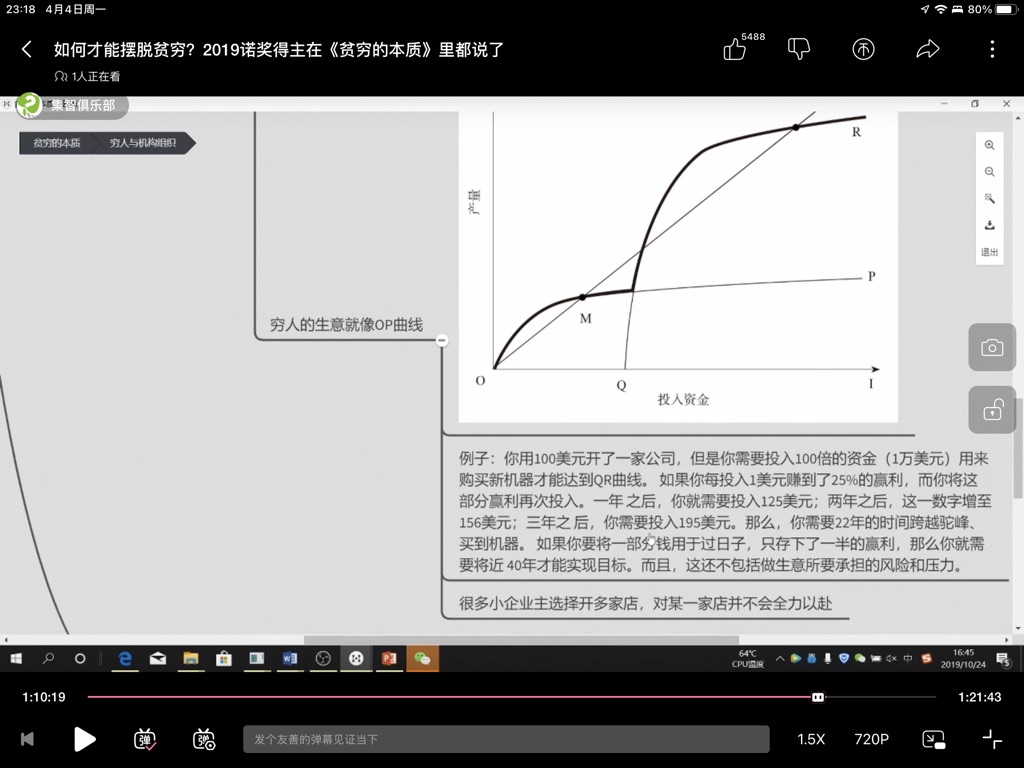 23:18 4月4日周一
80%
如何才能摆脱贫穷？2019诺奖得主在《贫穷的本质》里都说了
5488
1人正在看
集智俱乐部
贫穷的本质 穷人与机构组织
退出
产量
R
P
M
O
Q
I
投入资金
穷人的生意就像OP曲线
例子：你用100美元开了一家公司，但是你需要投入100倍的资金（1万美元）用来
购买新机器才能达到QR曲线。 如果你每投入1美元赚到了25%的赢利，而你将这
部分赢利再次投入。一年 之后，你就需要投入125美元；两年之后，这一数字增至
156美元；三年之 后，你需要投入195美元。那么，你需要22年的时间跨越驼峰、
买到机器。 如果你要将一部分钱用于过日子，只存下了一半的赢利，那么你就需
要将近 40年才能实现目标。而且，这还不包括做生意所要承担的风险和压力。
很多小企业主选择开多家店，对某一家店并不会全力以赴
64℃
CPU温度
中
16:45
2019/10/24
5
1:10:19
1:21:43
弹
弹
发个友善的弹幕见证当下
1.5X
720P